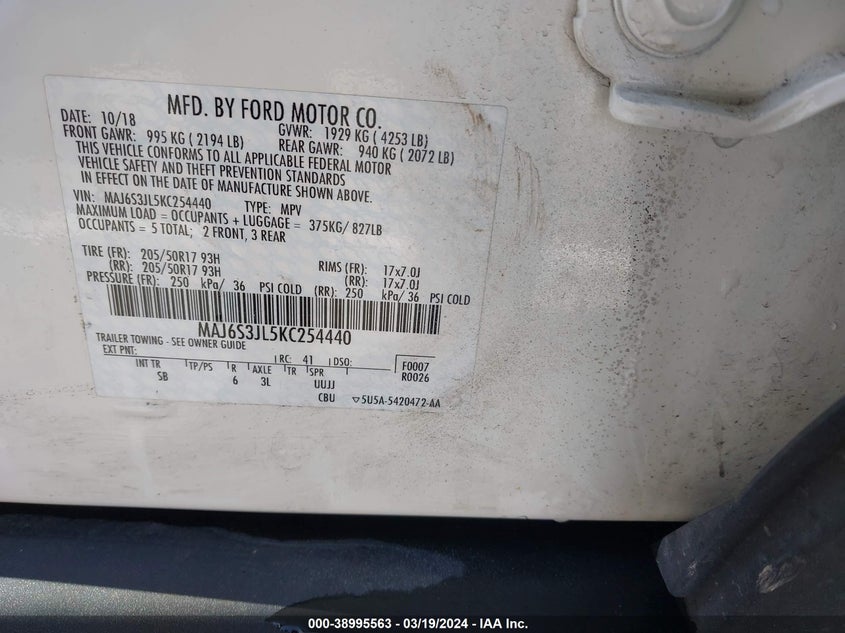 MFD. BY FORD MOTOR CO.
DATE: 10/18 GVWR: 1929 KG ( 4253 LB)
FRONT GAWR: 995 KG ( 2194 LB) REAR GAWR: 940 KG ( 2072 LB)
THIS VEHICLE CONFORMS TO ALL APPLICABLE FEDERAL MOTOR
VEHICLE SAFETY AND THEFT PREVENTION STANDARDS
IN EFFECT ON THE DATE OF MANUFACTURE SHOWN ABOVE.
VIN: MAJ6S3JL5KC254440 TYPE: MPV
MAXIMUM LOAD = OCCUPANTS + LUGGAGE = 375KG/ 827LB
OCCUPANTS = 5 TOTAL; 2 FRONT, 3 REAR
TIRE (FR): 205/50R17 93H RIMS (FR): 17x7.0J
(RR): 205/50R17 93H (RR): 17x7.0J
PRESSURE (FR): 250 kPa/ 36 PSI COLD (RR): 250 kPa/ 36 PSI COLD
MAJ6S3JL5KC254440
TRAILER TOWING - SEE OWNER GUIDE
EXT PNT: RC: 41 DSO: F0007
INT TR TP/PS R AXLE TR SPR R0026
SB 6 3L UUJJ
CBU ▽5U5A-5420472-AA
000-38995563 - 03/19/2024 - IAA Inc.